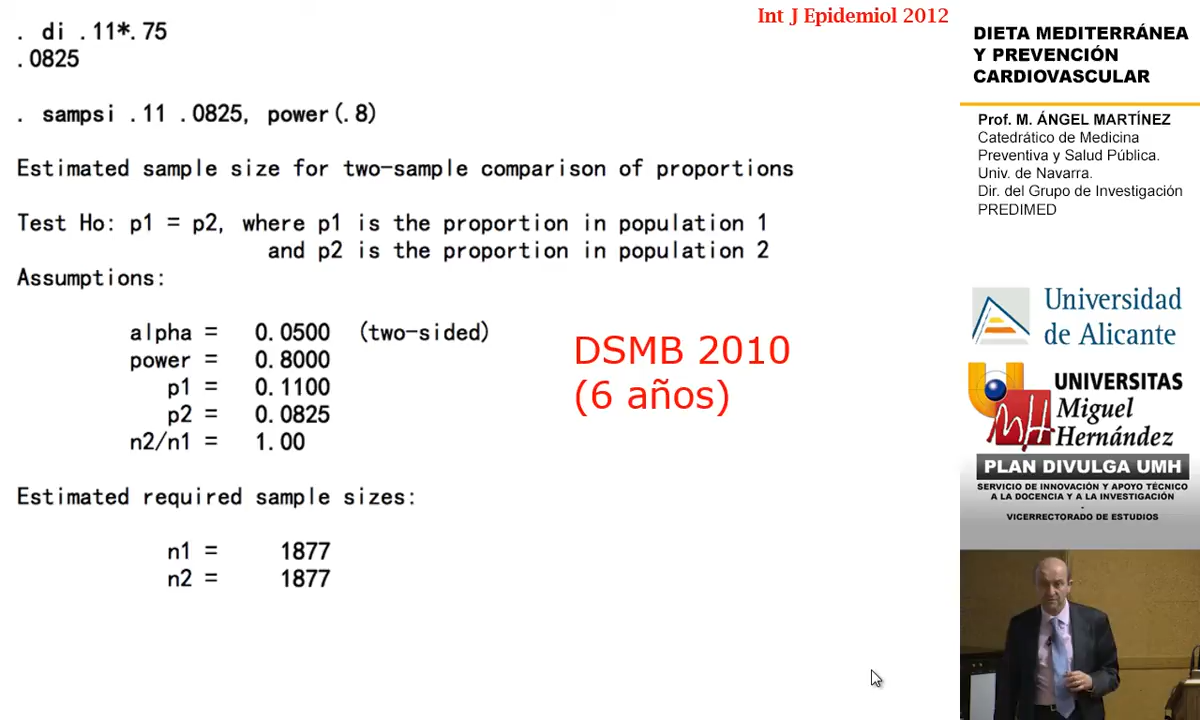 Int J Epidemiol 2012
. di .11*.75
.0825
. sampsi .11 .0825, power(.8)
Estimated sample size for two-sample comparison of proportions
Test Ho: p1 = p2, where p1 is the proportion in population 1
and p2 is the proportion in population 2
Assumptions:
alpha = 0.0500 (two-sided)
power = 0.8000
p1 = 0.1100
p2 = 0.0825
n2/n1 = 1.00
Estimated required sample sizes:
n1 = 1877
n2 = 1877
DSMB 2010
(6 años)
DIETA MEDITERRÁNEA
Y PREVENCIÓN
CARDIOVASCULAR
Prof. M. ÁNGEL MARTÍNEZ
Catedrático de Medicina
Preventiva y Salud Pública.
Univ. de Navarra.
Dir. del Grupo de Investigación
PREDIMED
Universidad
de Alicante
UNIVERSITAS
Miguel
Hernández
PLAN DIVULGA UMH
SERVICIO DE INNOVACIÓN Y APOYO TÉCNICO
A LA DOCENCIA Y A LA INVESTIGACIÓN
-
VICERRECTORADO DE ESTUDIOS